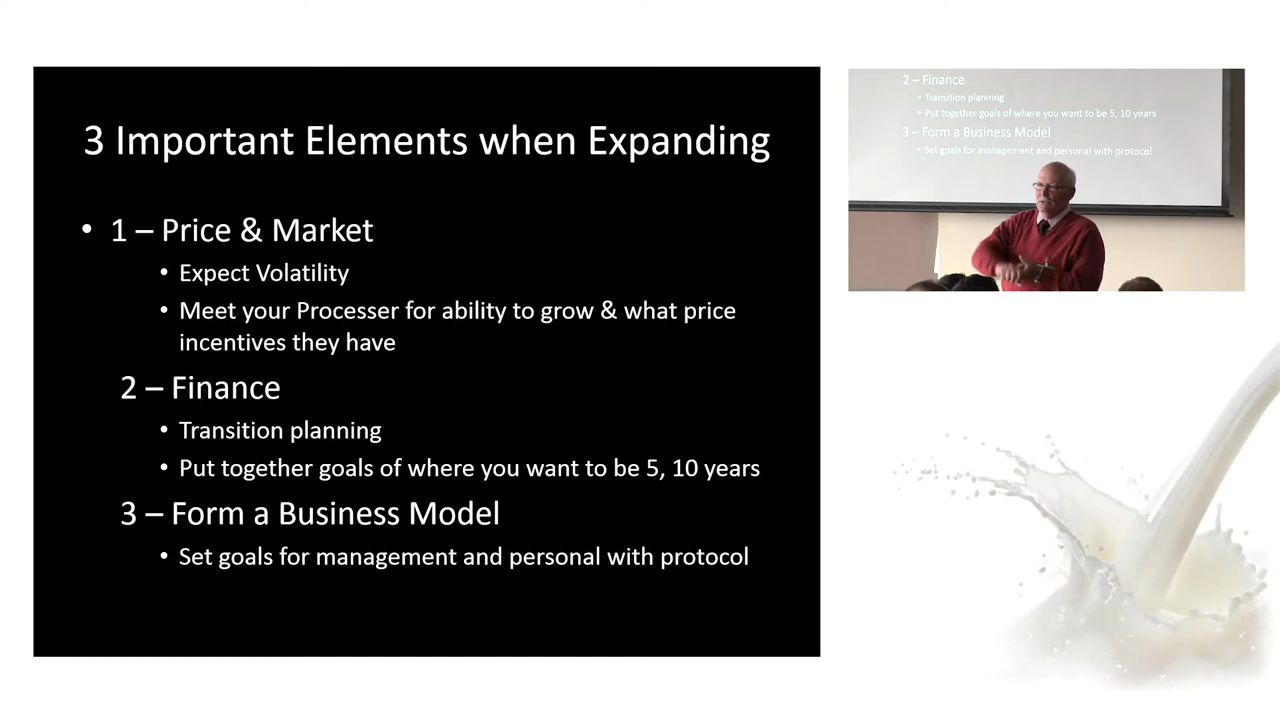 3 Important Elements when Expanding
• 1 – Price & Market
• Expect Volatility
• Meet your Processer for ability to grow & what price
incentives they have
2 – Finance
• Transition planning
• Put together goals of where you want to be 5, 10 years
3 – Form a Business Model
• Set goals for management and personal with protocol
2 – Finance
• Transition planning
• Put together goals of where you want to be 5, 10 years
3 – Form a Business Model
• Set goals for management and personal with protocol